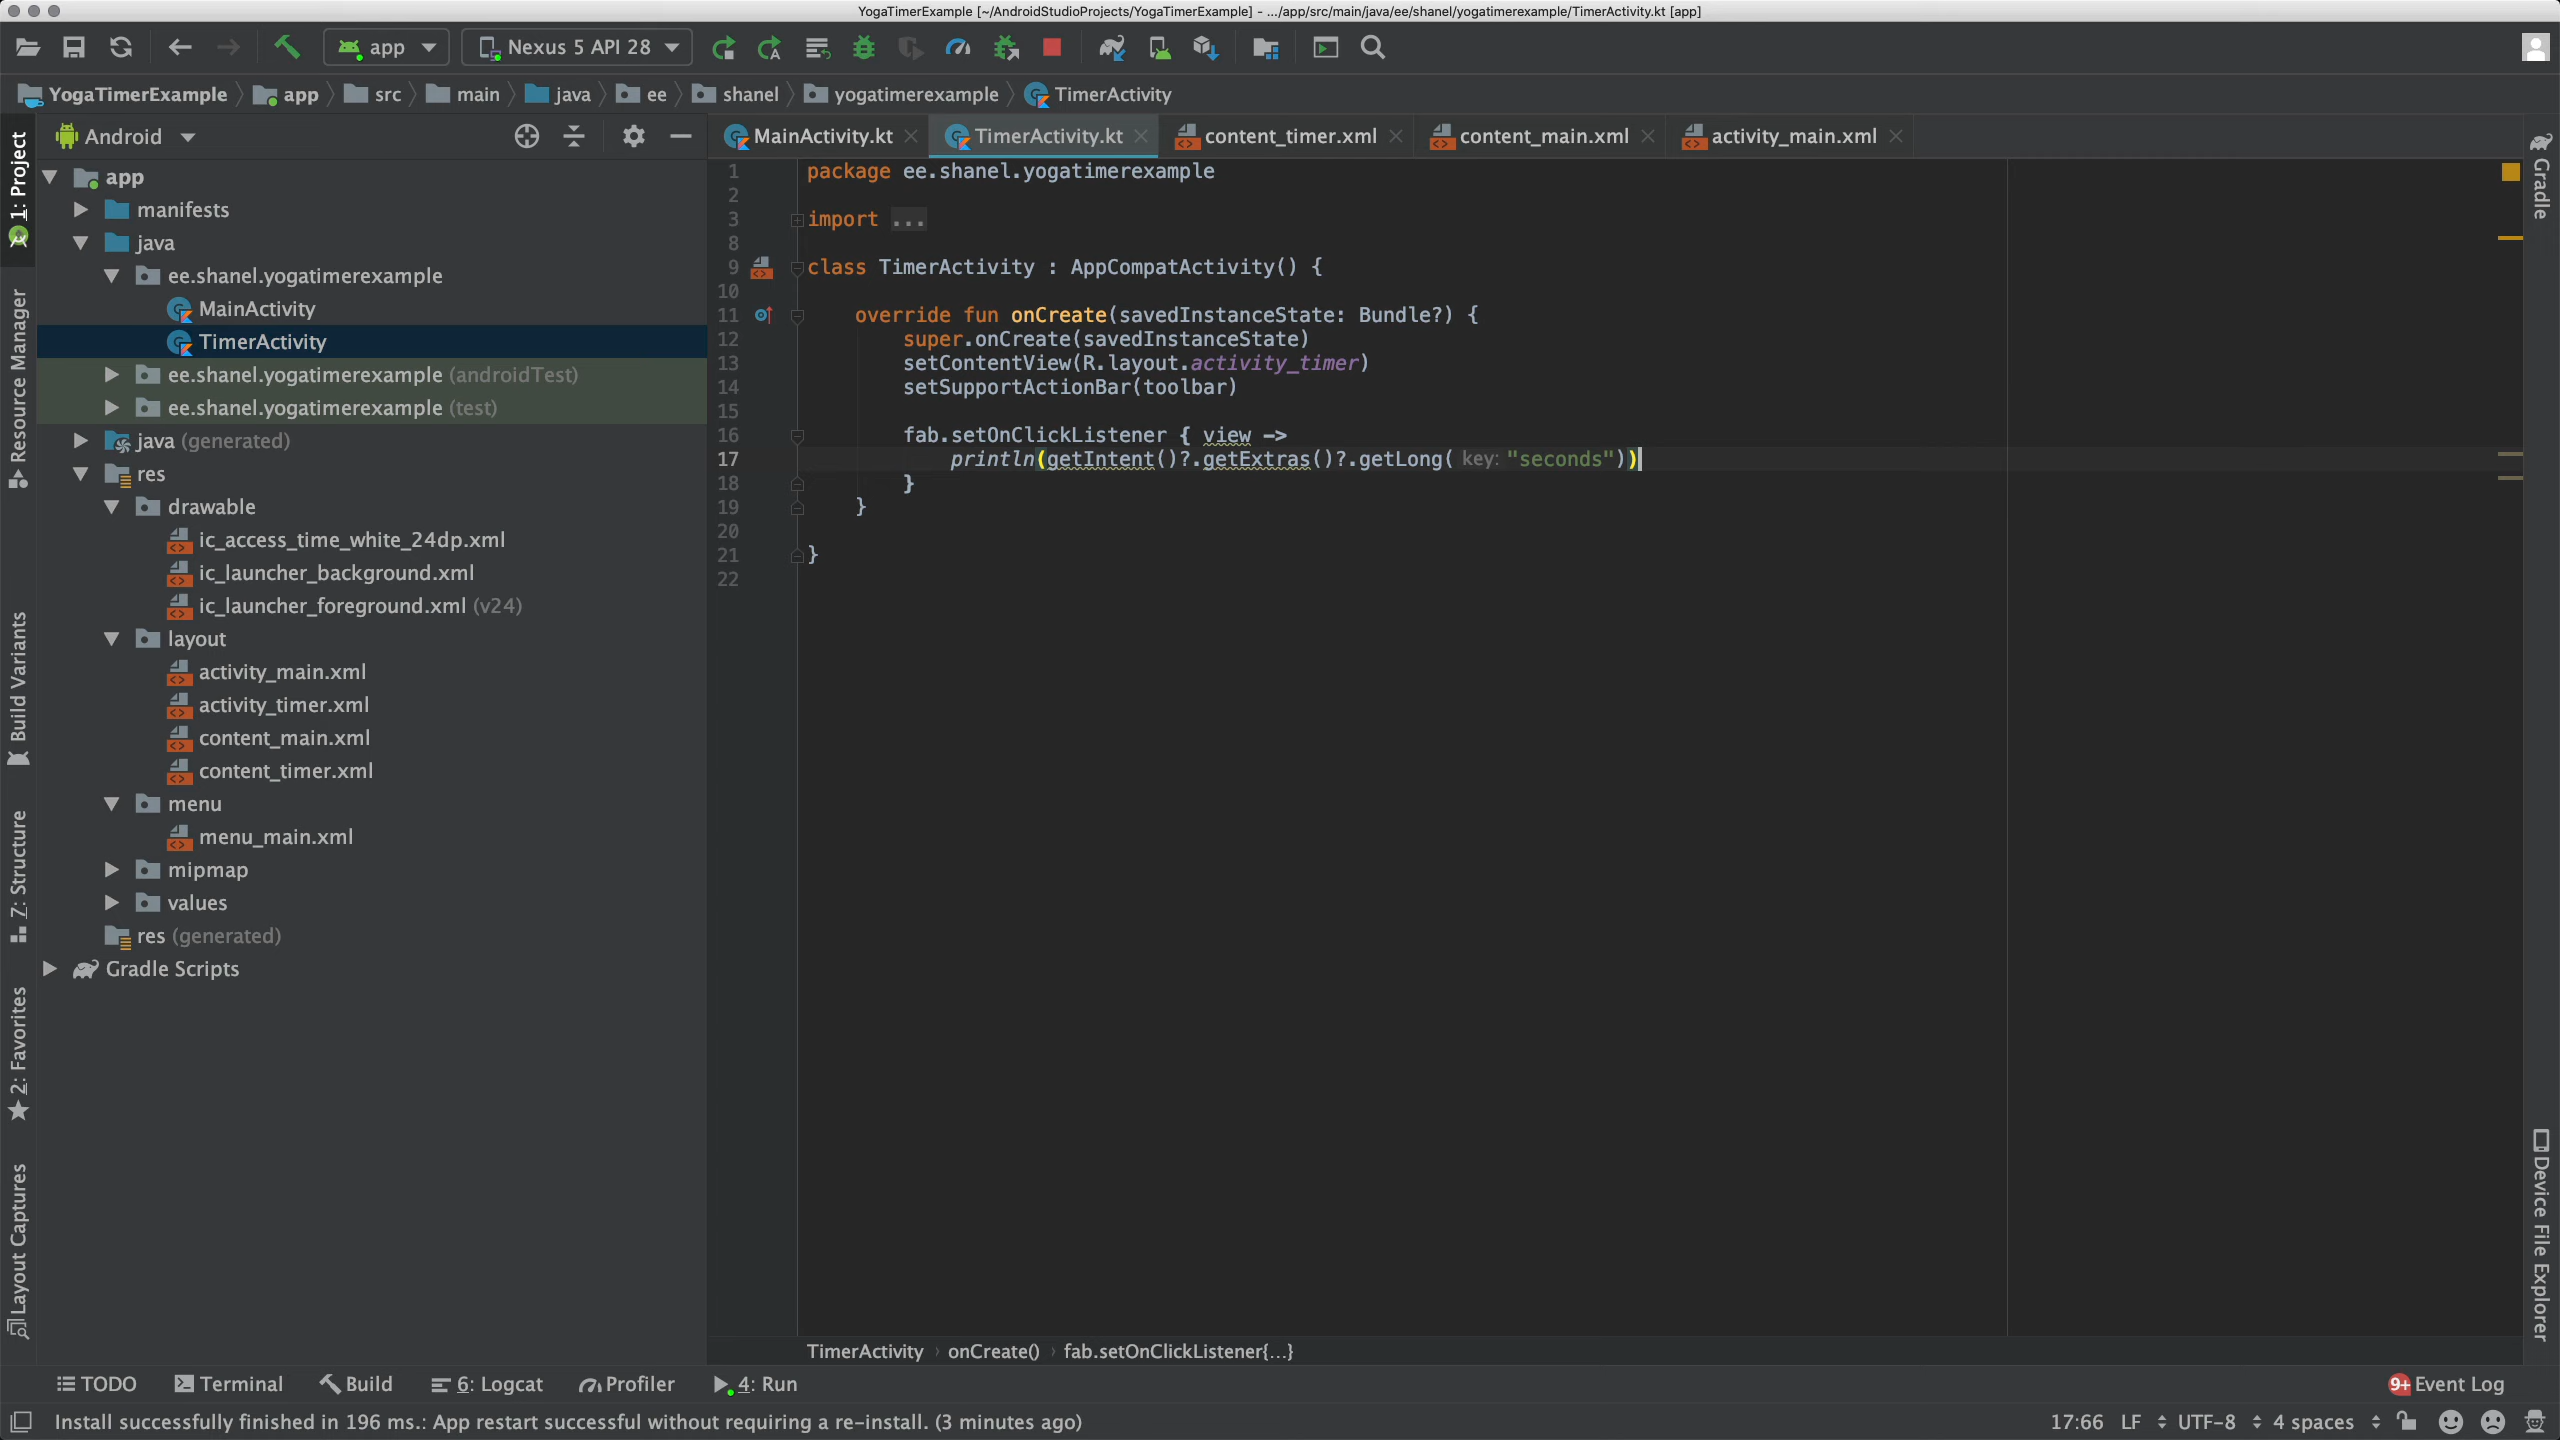 YogaTimerExample [~/AndroidStudioProjects/YogaTimerExample] - .../app/src/main/java/ee/shanel/yogatimerexample/TimerActivity.kt [app]
app
Nexus 5 API 28
YogaTimerExample
app
src
main
java
ee
shanel
yogatimerexample
TimerActivity
1: Project
Resource Manager
Build Variants
Z: Structure
2: Favorites
Layout Captures
Android
app
manifests
java
ee.shanel.yogatimerexample
MainActivity
TimerActivity
ee.shanel.yogatimerexample (androidTest)
ee.shanel.yogatimerexample (test)
java (generated)
res
drawable
ic_access_time_white_24dp.xml
ic_launcher_background.xml
ic_launcher_foreground.xml (v24)
layout
activity_main.xml
activity_timer.xml
content_main.xml
content_timer.xml
menu
menu_main.xml
mipmap
values
res (generated)
Gradle Scripts
MainActivity.kt
TimerActivity.kt
content_timer.xml
content_main.xml
activity_main.xml
1 package ee.shanel.yogatimerexample
2
3 import ...
8
9 class TimerActivity : AppCompatActivity() {
10
11 override fun onCreate(savedInstanceState: Bundle?) {
12 super.onCreate(savedInstanceState)
13 setContentView(R.layout.activity_timer)
14 setSupportActionBar(toolbar)
15
16 fab.setOnClickListener { view ->
17 println(getIntent()?.getExtras()?.getLong( key: "seconds"))
18 }
19 }
20
21 }
22
Gradle
Device File Explorer
TimerActivity › onCreate() › fab.setOnClickListener{...}
TODO
Terminal
Build
6: Logcat
Profiler
4: Run
9+ Event Log
Install successfully finished in 196 ms.: App restart successful without requiring a re-install. (3 minutes ago)
17:66 LF UTF-8 4 spaces